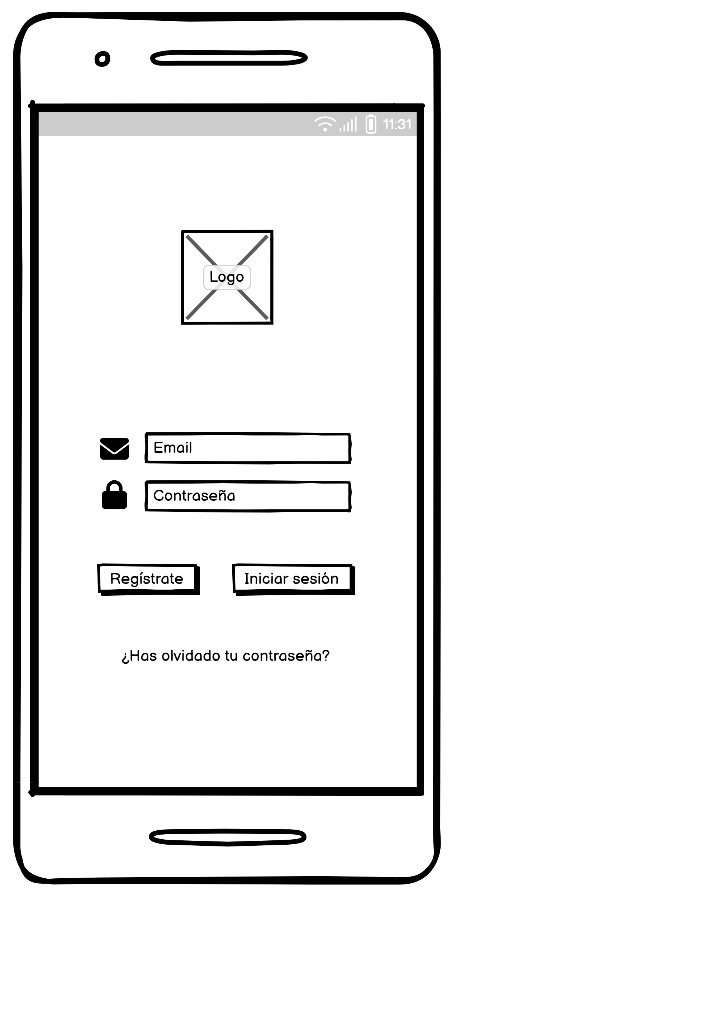 11:31
Logo
Email
Contraseña
Regístrate Iniciar sesión
¿Has olvidado tu contraseña?